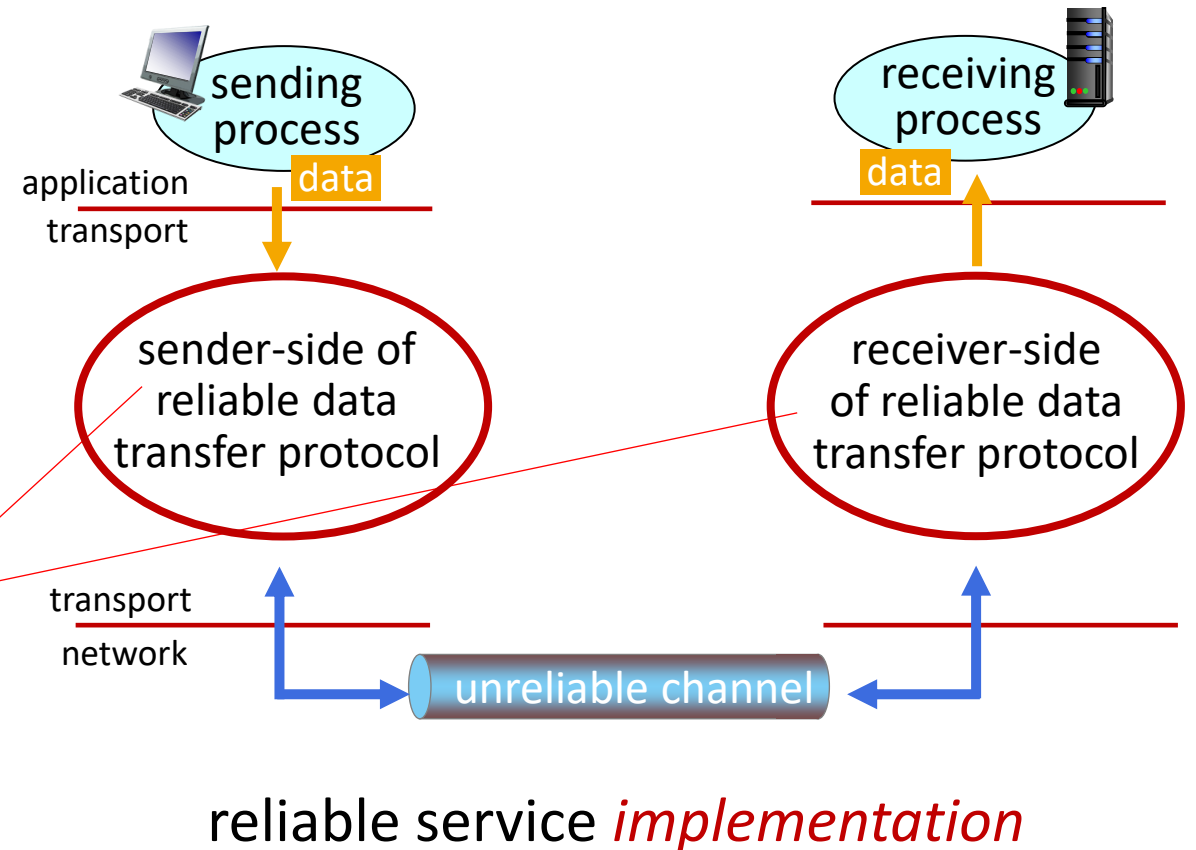 sending
process
data
application
transport
receiving
process
data
sender-side of
reliable data
transfer protocol
receiver-side
of reliable data
transfer protocol
transport
network
unreliable channel
reliable service implementation